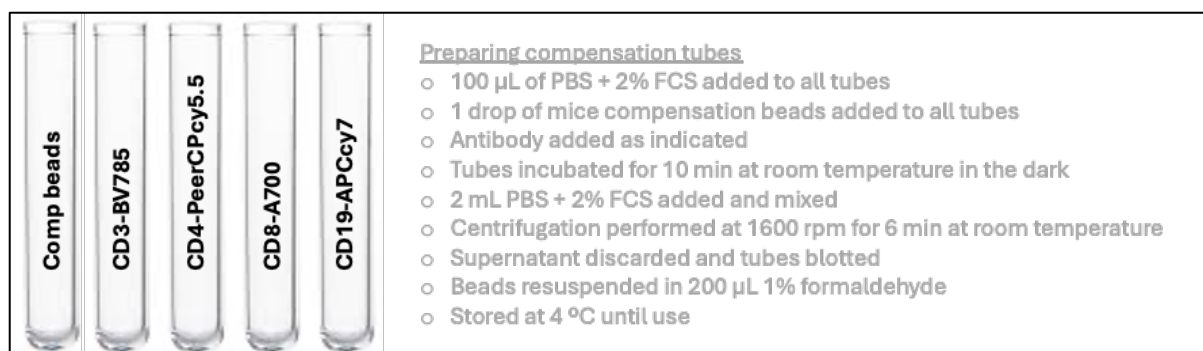 Comp beads
CD3-BV785
CD4-PeerCPcy5.5
CD8-A700
CD19-APCcy7
Preparing compensation tubes
o 100 µL of PBS + 2% FCS added to all tubes
o 1 drop of mice compensation beads added to all tubes
o Antibody added as indicated
o Tubes incubated for 10 min at room temperature in the dark
o 2 mL PBS + 2% FCS added and mixed
o Centrifugation performed at 1600 rpm for 6 min at room temperature
o Supernatant discarded and tubes blotted
o Beads resuspended in 200 µL 1% formaldehyde
o Stored at 4 ºC until use